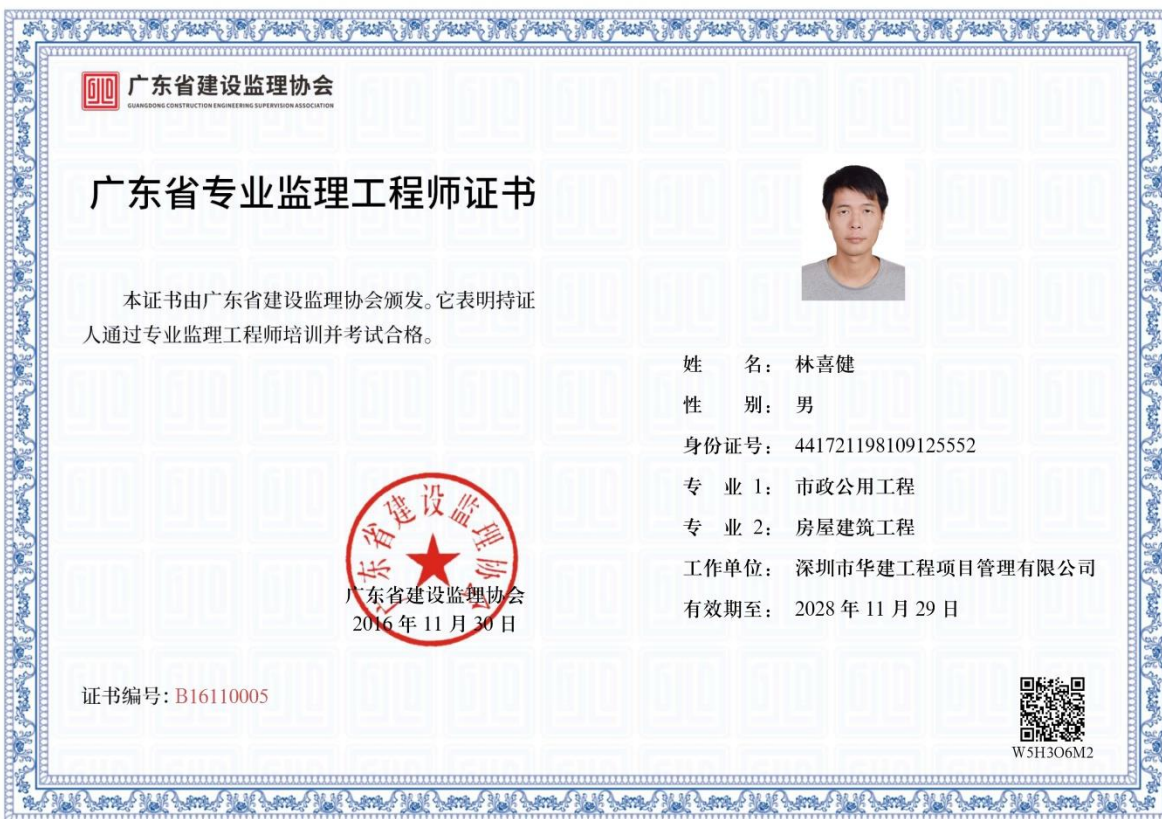 广东省建设监理协会
GUANGDONG CONSTRUCTION ENGINEERING SUPERVISION ASSOCIATION
广东省专业监理工程师证书
本证书由广东省建设监理协会颁发。它表明持证
人通过专业监理工程师培训并考试合格。
广东省建设监理协会
广东省建设监理协会
2016 年 11 月 30 日
证书编号: B16110005
姓 名: 林喜健
性 别: 男
身份证号: 441721198109125552
专 业 1: 市政公用工程
专 业 2: 房屋建筑工程
工作单位: 深圳市华建工程项目管理有限公司
有效期至: 2028 年 11 月 29 日
W5H3O6M2